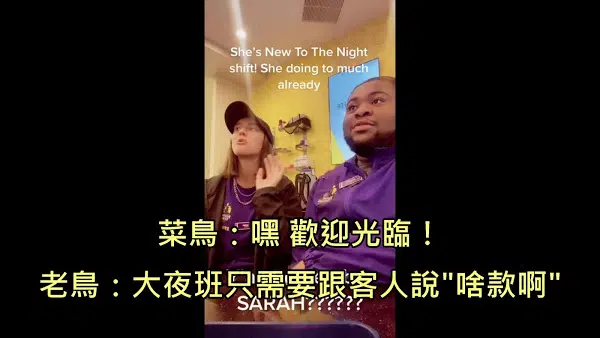 She's New To The Night
shift! She doing to much
already
菜鳥：嘿 歡迎光臨！
老鳥：大夜班只需要跟客人說"啥款啊"
SARAH??????